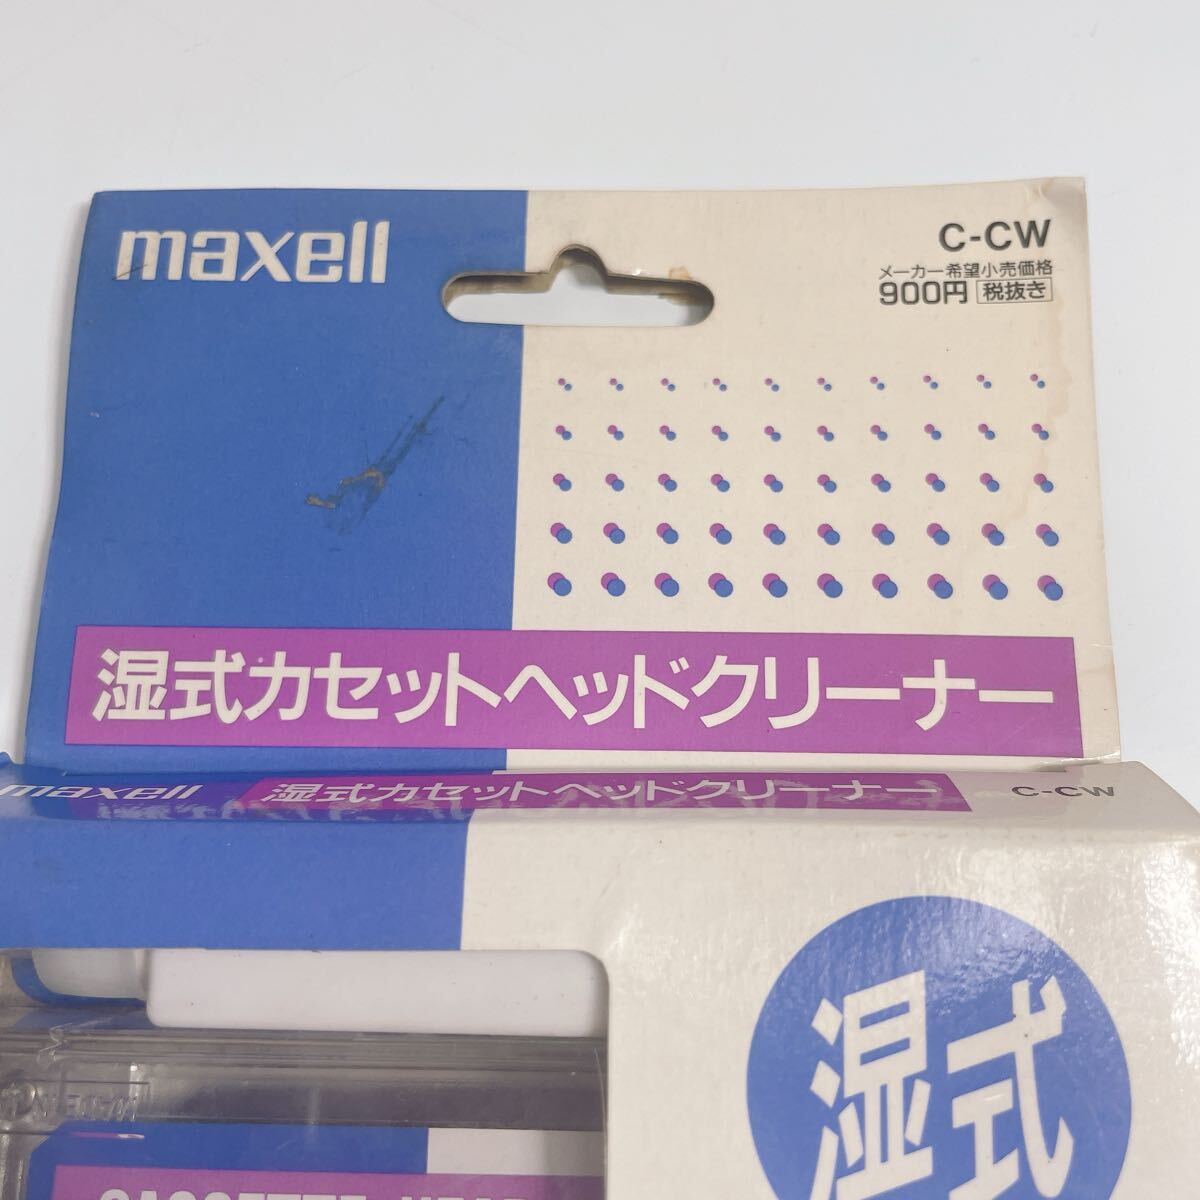 maxell
C-CW
メーカー希望小売価格
900円 税抜き
湿式カセットヘッドクリーナー
maxell 湿式カセットヘッドクリーナー C-CW
湿式